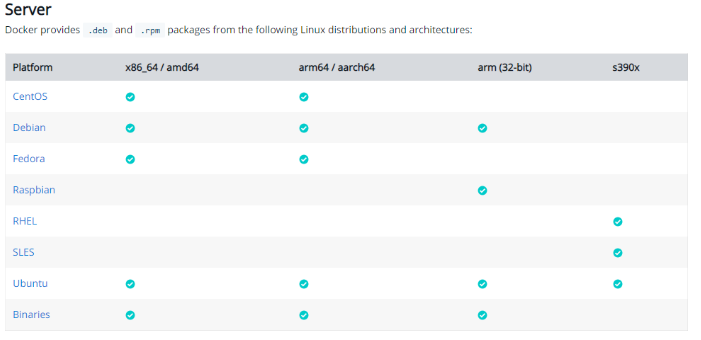 Server
Docker provides .deb and .rpm packages from the following Linux distributions and architectures:
Platform x86_64 / amd64 arm64 / aarch64 arm (32-bit) s390x
CentOS
Debian
Fedora
Raspbian
RHEL
SLES
Ubuntu
Binaries